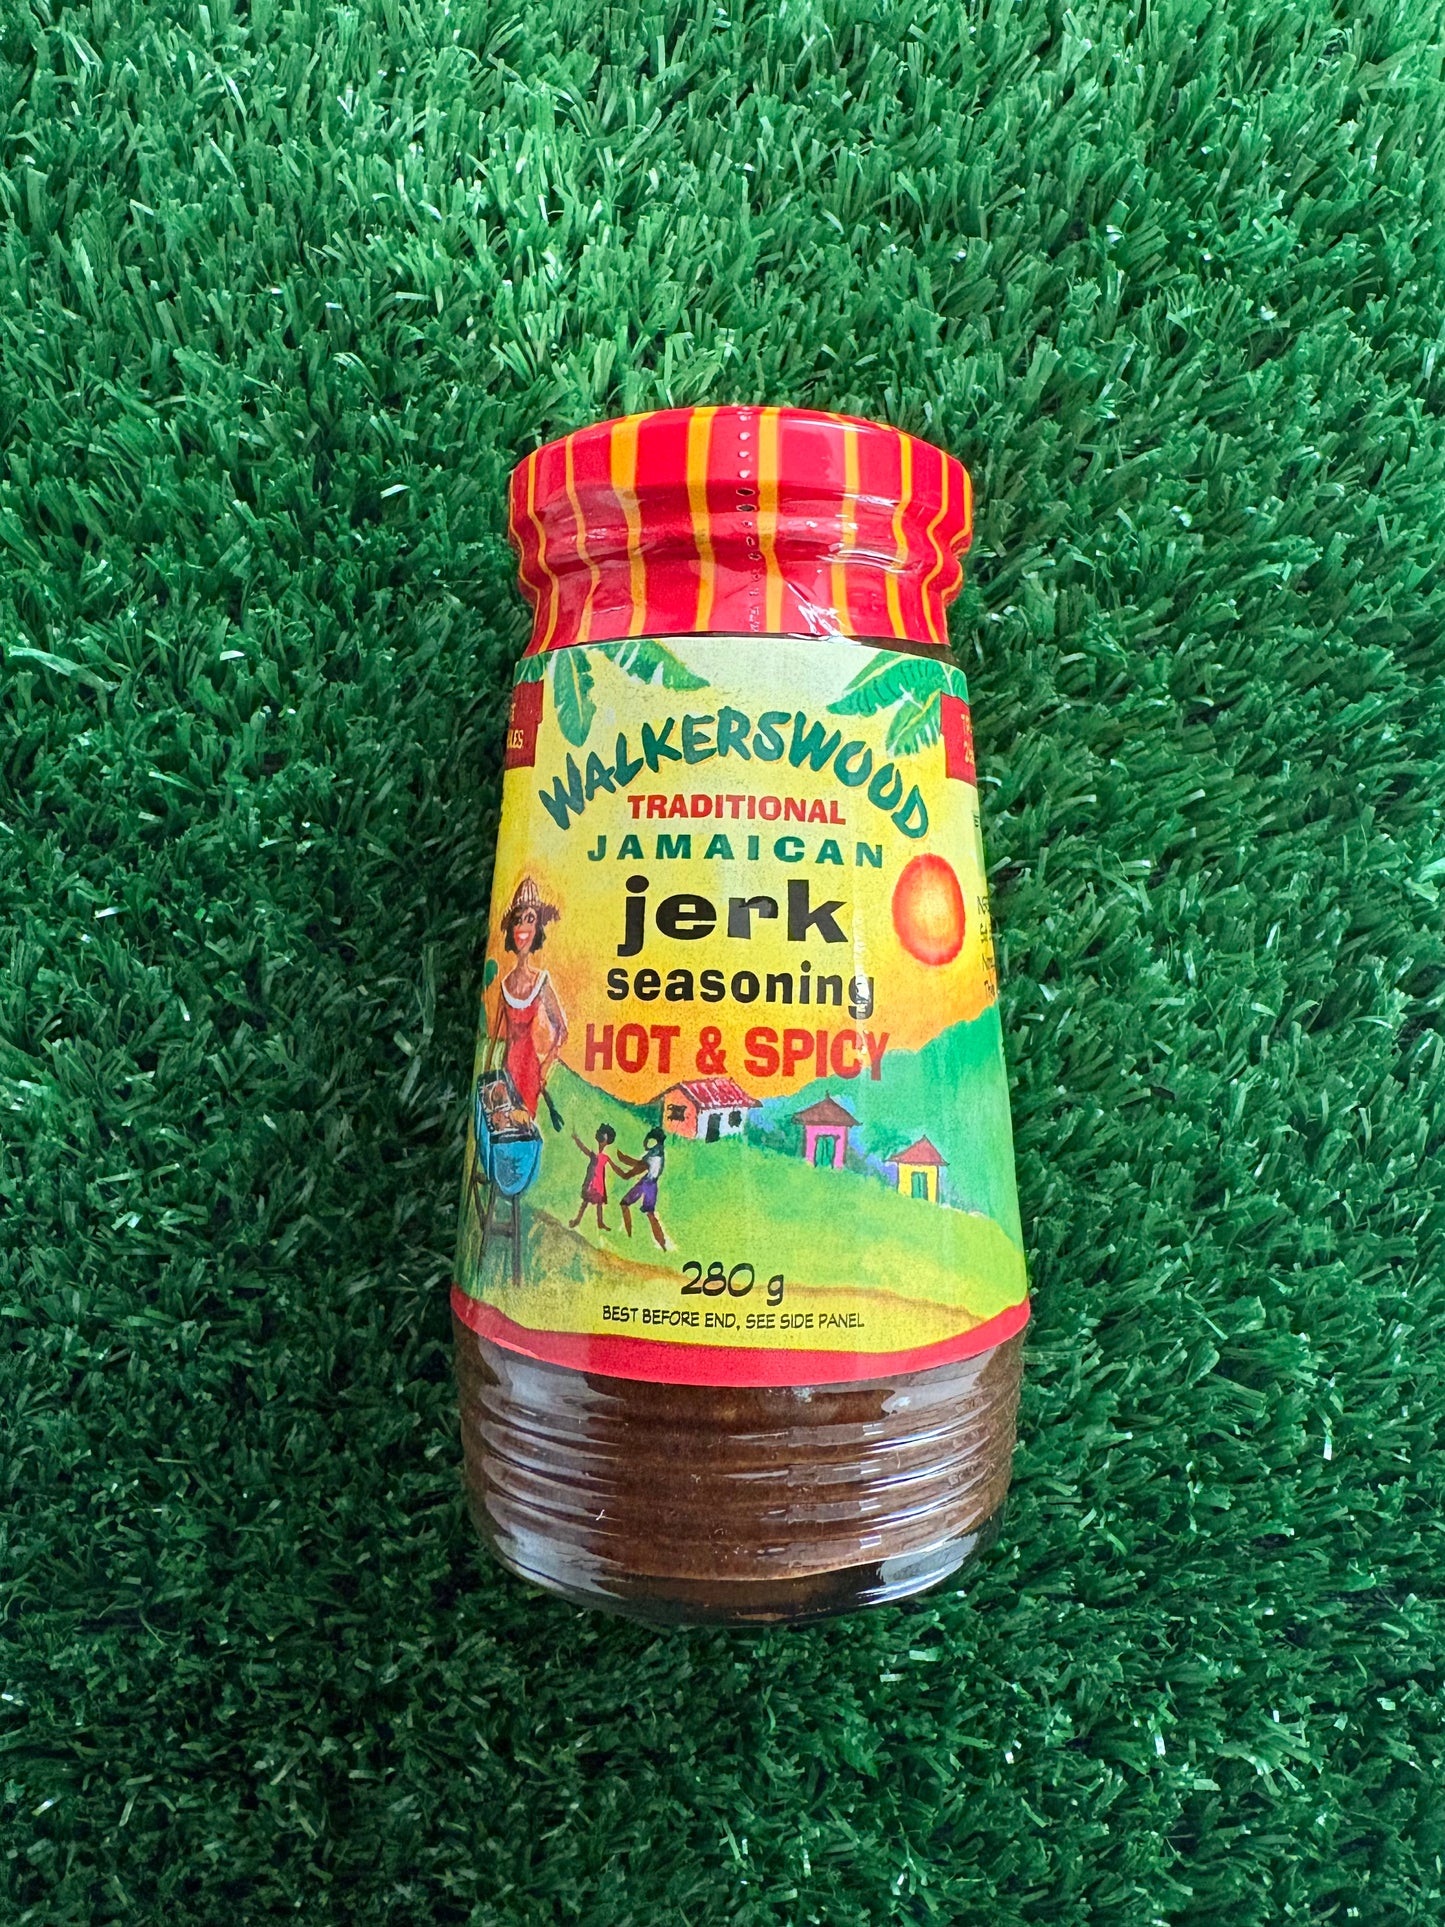 WALKERSWOOD
TRADITIONAL
JAMAICAN
jerk
seasoning
HOT & SPICY
280 g
BEST BEFORE END, SEE SIDE PANEL